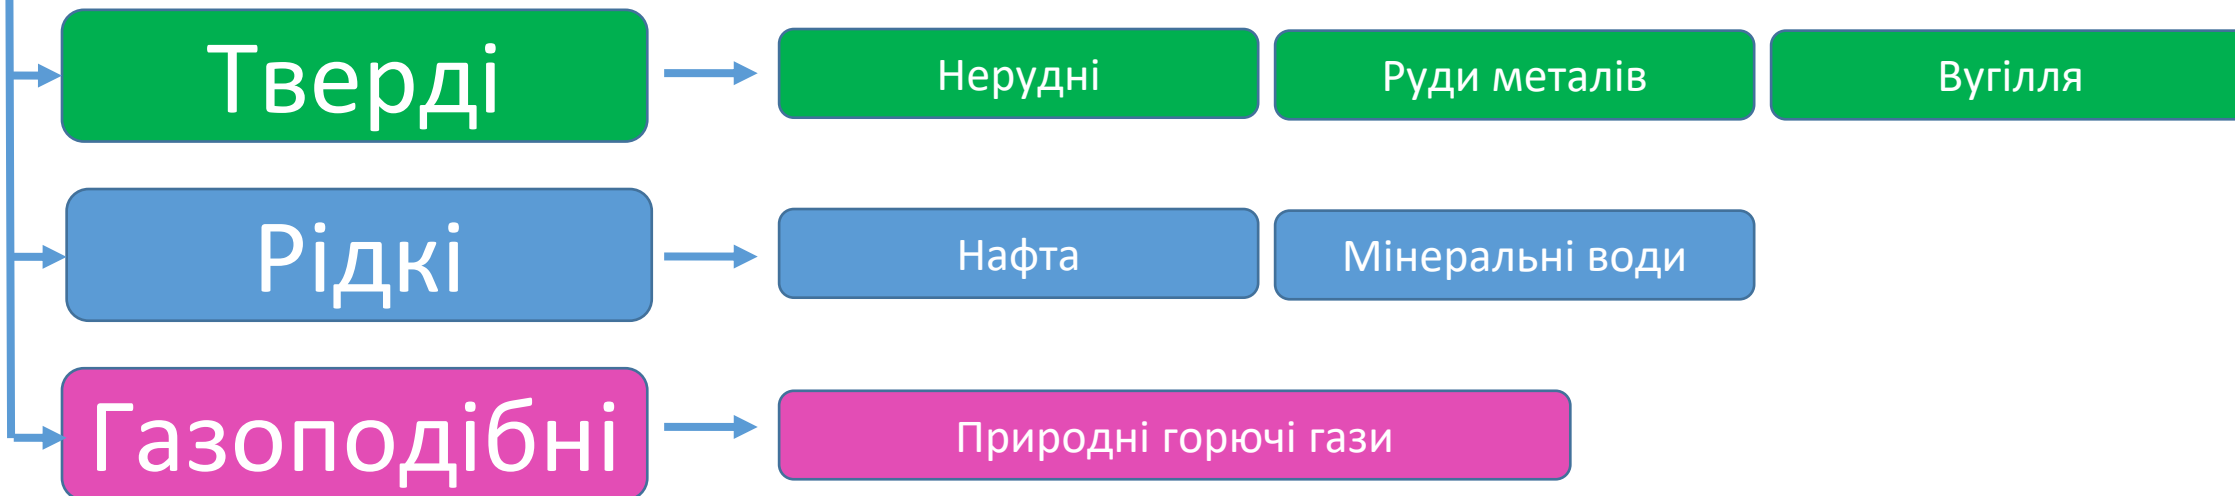 Тверді
Нерудні
Руди металів
Вугілля
Рідкі
Нафта
Мінеральні води
Газоподібні
Природні горючі гази